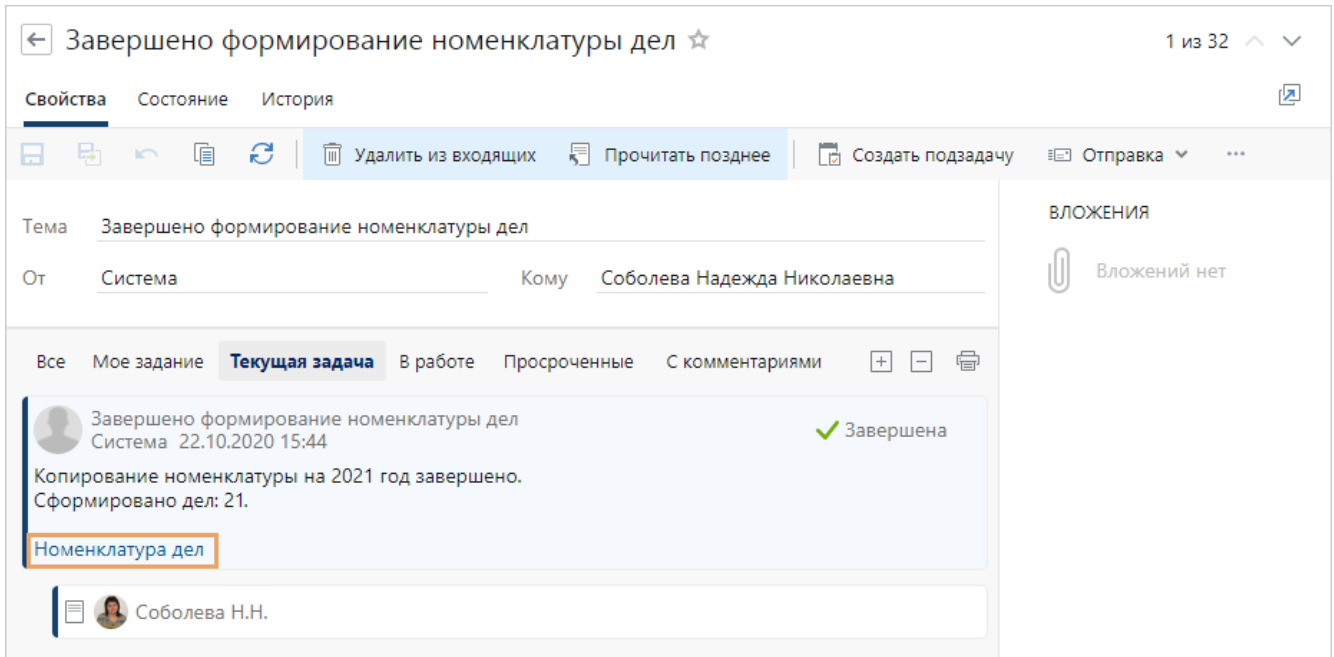 Завершено формирование номенклатуры дел
1 из 32
Свойства Состояние История
Удалить из входящих Прочитать позднее Создать подзадачу Отправка
Тема Завершено формирование номенклатуры дел
От Система Кому Соболева Надежда Николаевна
ВЛОЖЕНИЯ
Вложений нет
Все Мое задание Текущая задача В работе Просроченные С комментариями
Завершено формирование номенклатуры дел
Система 22.10.2020 15:44
Завершена
Копирование номенклатуры на 2021 год завершено.
Сформировано дел: 21.
Номенклатура дел
Соболева Н.Н.